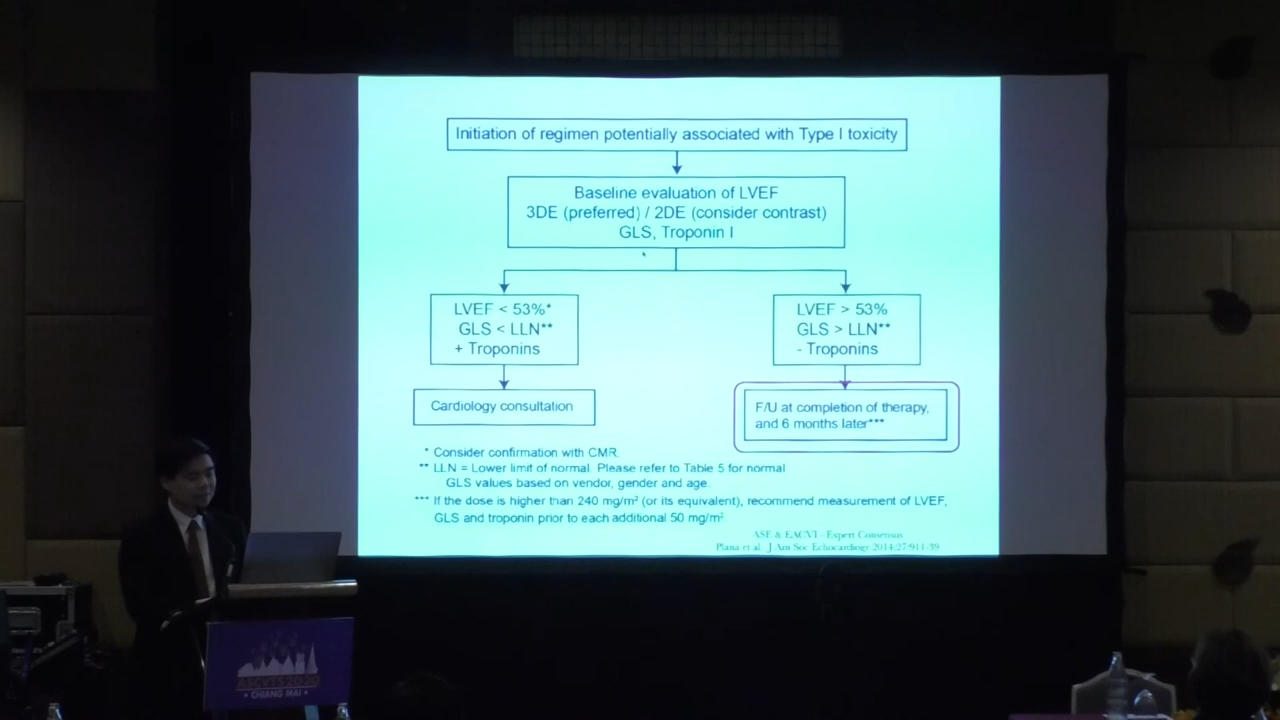 Initiation of regimen potentially associated with Type I toxicity
Baseline evaluation of LVEF
3DE (preferred) / 2DE (consider contrast)
GLS, Troponin I
LVEF < 53%*
GLS < LLN**
+ Troponins
LVEF > 53%
GLS > LLN**
- Troponins
Cardiology consultation
F/U at completion of therapy,
and 6 months later***
* Consider confirmation with CMR.
** LLN = Lower limit of normal. Please refer to Table 5 for normal
GLS values based on vendor, gender and age.
*** If the dose is higher than 240 mg/m² (or its equivalent), recommend measurement of LVEF,
GLS and troponin prior to each additional 50 mg/m²
ASE & EACVI - Expert Consensus
Plana et al. J Am Soc Echocardiogr 2014;27:911-39
ASCVTS 2020
• CHIANG MAI •